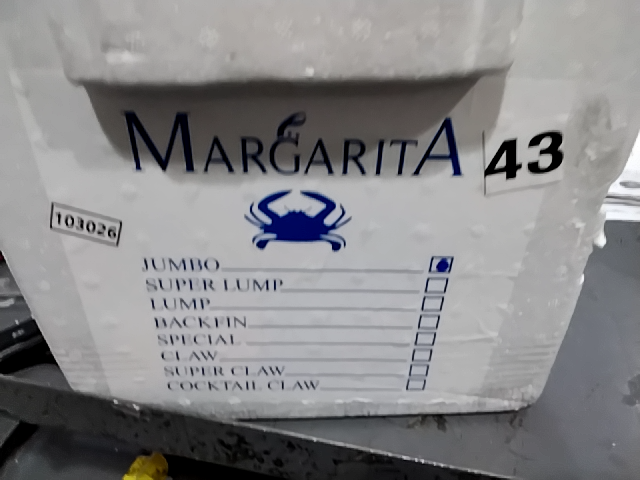 MARGARITA
43
103026
JUMBO
SUPER LUMP
LUMP
BACKFIN
SPECIAL
CLAW
SUPER CLAW
COCKTAIL CLAW